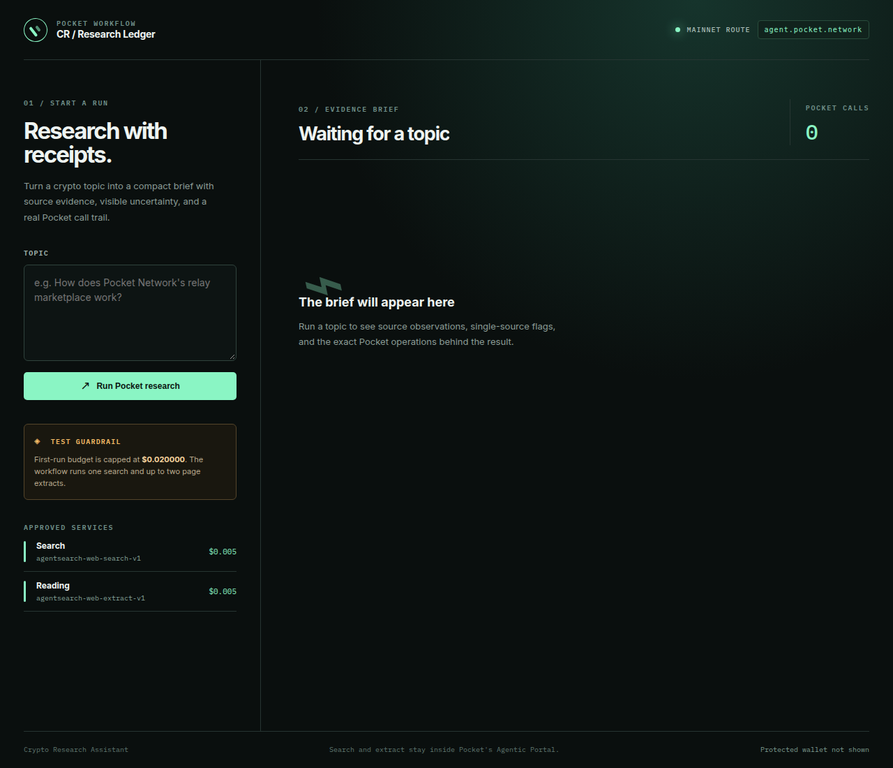 POCKET WORKFLOW
CR / Research Ledger
MAINNET ROUTE
agent.pocket.network
01 / START A RUN
Research with
receipts.
Turn a crypto topic into a compact brief with
source evidence, visible uncertainty, and a
real Pocket call trail.
TOPIC
e.g. How does Pocket Network's relay
marketplace work?
↗ Run Pocket research
◈ TEST GUARDRAIL
First-run budget is capped at $0.020000. The
workflow runs one search and up to two page
extracts.
APPROVED SERVICES
Search
agentsearch-web-search-v1
$0.005
Reading
agentsearch-web-extract-v1
$0.005
02 / EVIDENCE BRIEF
Waiting for a topic
POCKET CALLS
0
The brief will appear here
Run a topic to see source observations, single-source flags,
and the exact Pocket operations behind the result.
Crypto Research Assistant
Search and extract stay inside Pocket's Agentic Portal.
Protected wallet not shown